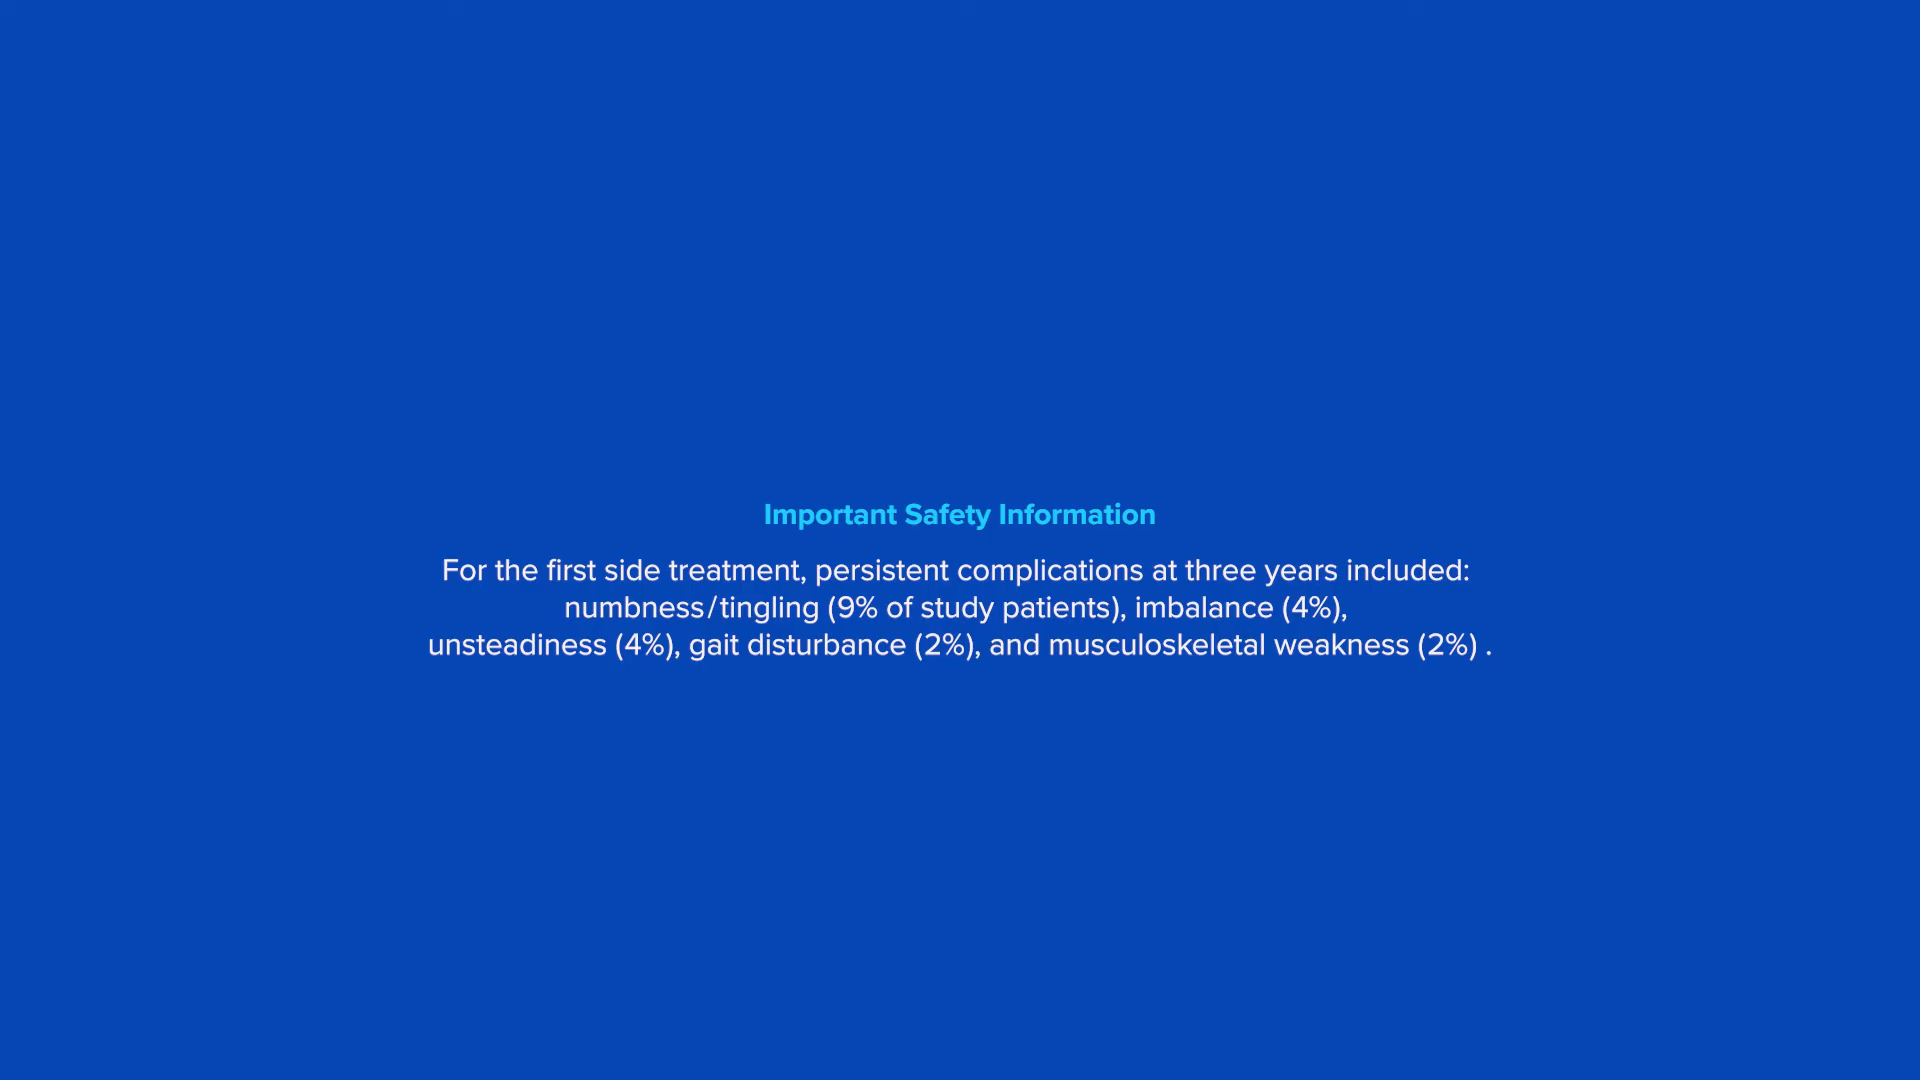 Important Safety Information
For the first side treatment, persistent complications at three years included:
numbness/tingling (9% of study patients), imbalance (4%),
unsteadiness (4%), gait disturbance (2%), and musculoskeletal weakness (2%) .